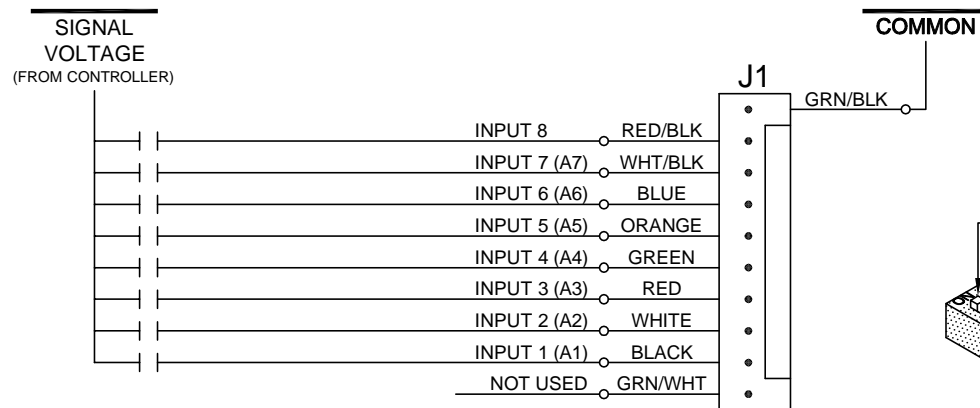 SIGNAL
VOLTAGE
(FROM CONTROLLER)
COMMON
J1
GRN/BLK
INPUT 8 RED/BLK
INPUT 7 (A7) WHT/BLK
INPUT 6 (A6) BLUE
INPUT 5 (A5) ORANGE
INPUT 4 (A4) GREEN
INPUT 3 (A3) RED
INPUT 2 (A2) WHITE
INPUT 1 (A1) BLACK
NOT USED GRN/WHT